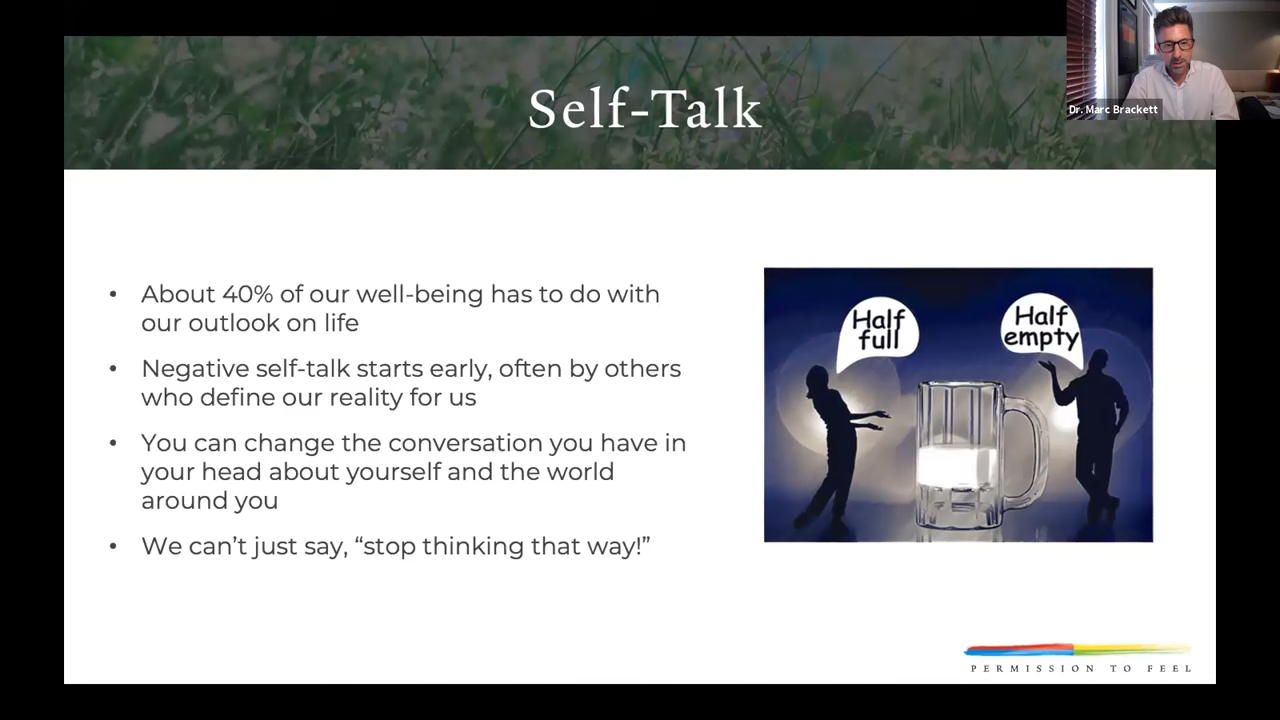 Self-Talk
Dr. Marc Brackett
• About 40% of our well-being has to do with
our outlook on life
• Negative self-talk starts early, often by others
who define our reality for us
• You can change the conversation you have in
your head about yourself and the world
around you
• We can’t just say, “stop thinking that way!”
Half
full
Half
empty
PERMISSION TO FEEL